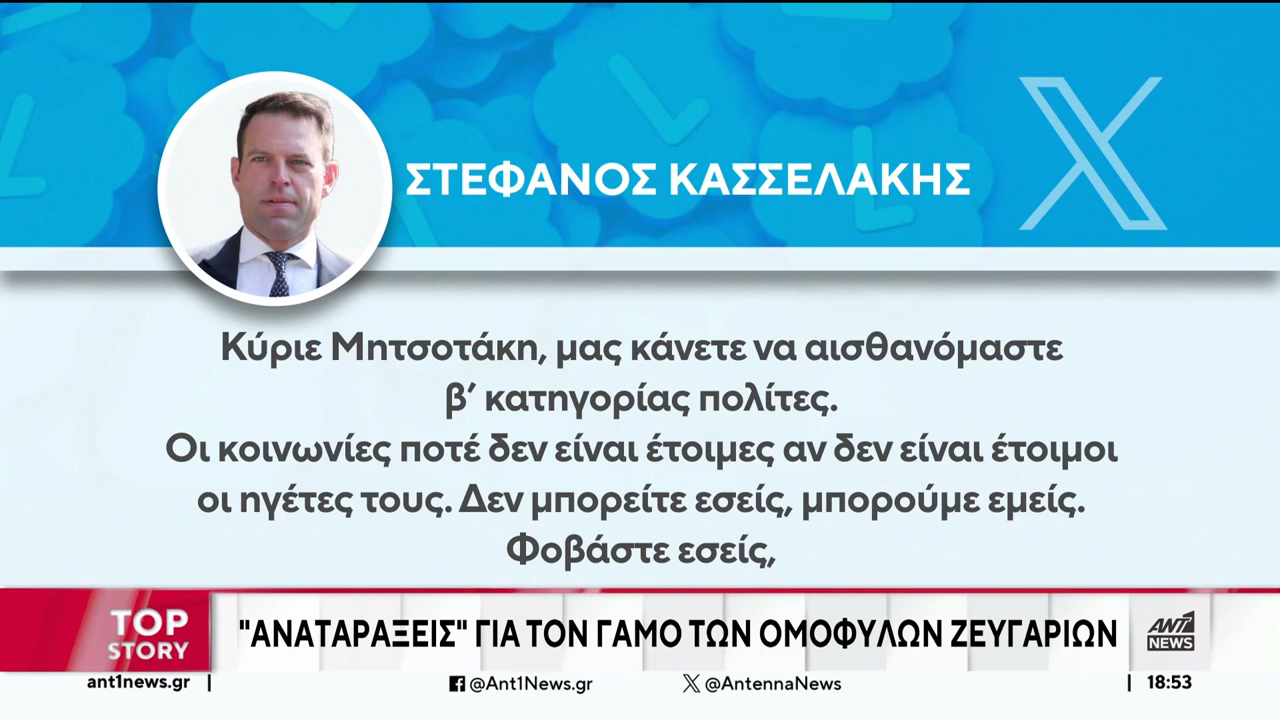 ΣΤΕΦΑΝΟΣ ΚΑΣΣΕΛΑΚΗΣ
Κύριε Μητσοτάκη, μας κάνετε να αισθανόμαστε
β’ κατηγορίας πολίτες.
Οι κοινωνίες ποτέ δεν είναι έτοιμες αν δεν είναι έτοιμοι
οι ηγέτες τους. Δεν μπορείτε εσείς, μπορούμε εμείς.
Φοβάστε εσείς,
TOP
STORY
"ΑΝΑΤΑΡΑΞΕΙΣ" ΓΙΑ ΤΟΝ ΓΑΜΟ ΤΩΝ ΟΜΟΦΥΛΩΝ ΖΕΥΓΑΡΙΩΝ
ANT1
NEWS
ant1news.gr |
@Ant1News.gr
@AntennaNews
| 18:53